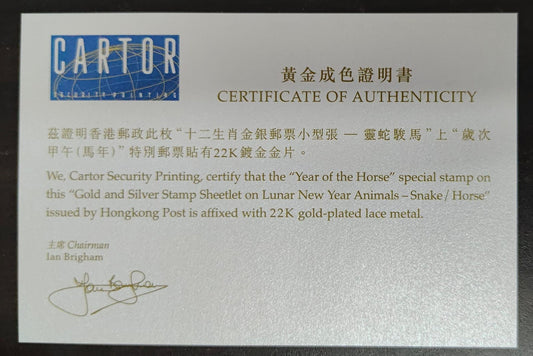 CARTOR
SECURITY PRINTING
黃金成色證明書
CERTIFICATE OF AUTHENTICITY
茲證明香港郵政此枚“十二生肖金銀郵票小型張 — 靈蛇駿馬”上“歲次
甲午(馬年)”特別郵票貼有22K鍍金金片。
We, Cartor Security Printing, certify that the “Year of the Horse” special stamp on
this “Gold and Silver Stamp Sheetlet on Lunar New Year Animals – Snake / Horse”
issued by Hongkong Post is affixed with 22K gold-plated lace metal.
主席 Chairman
Ian Brigham